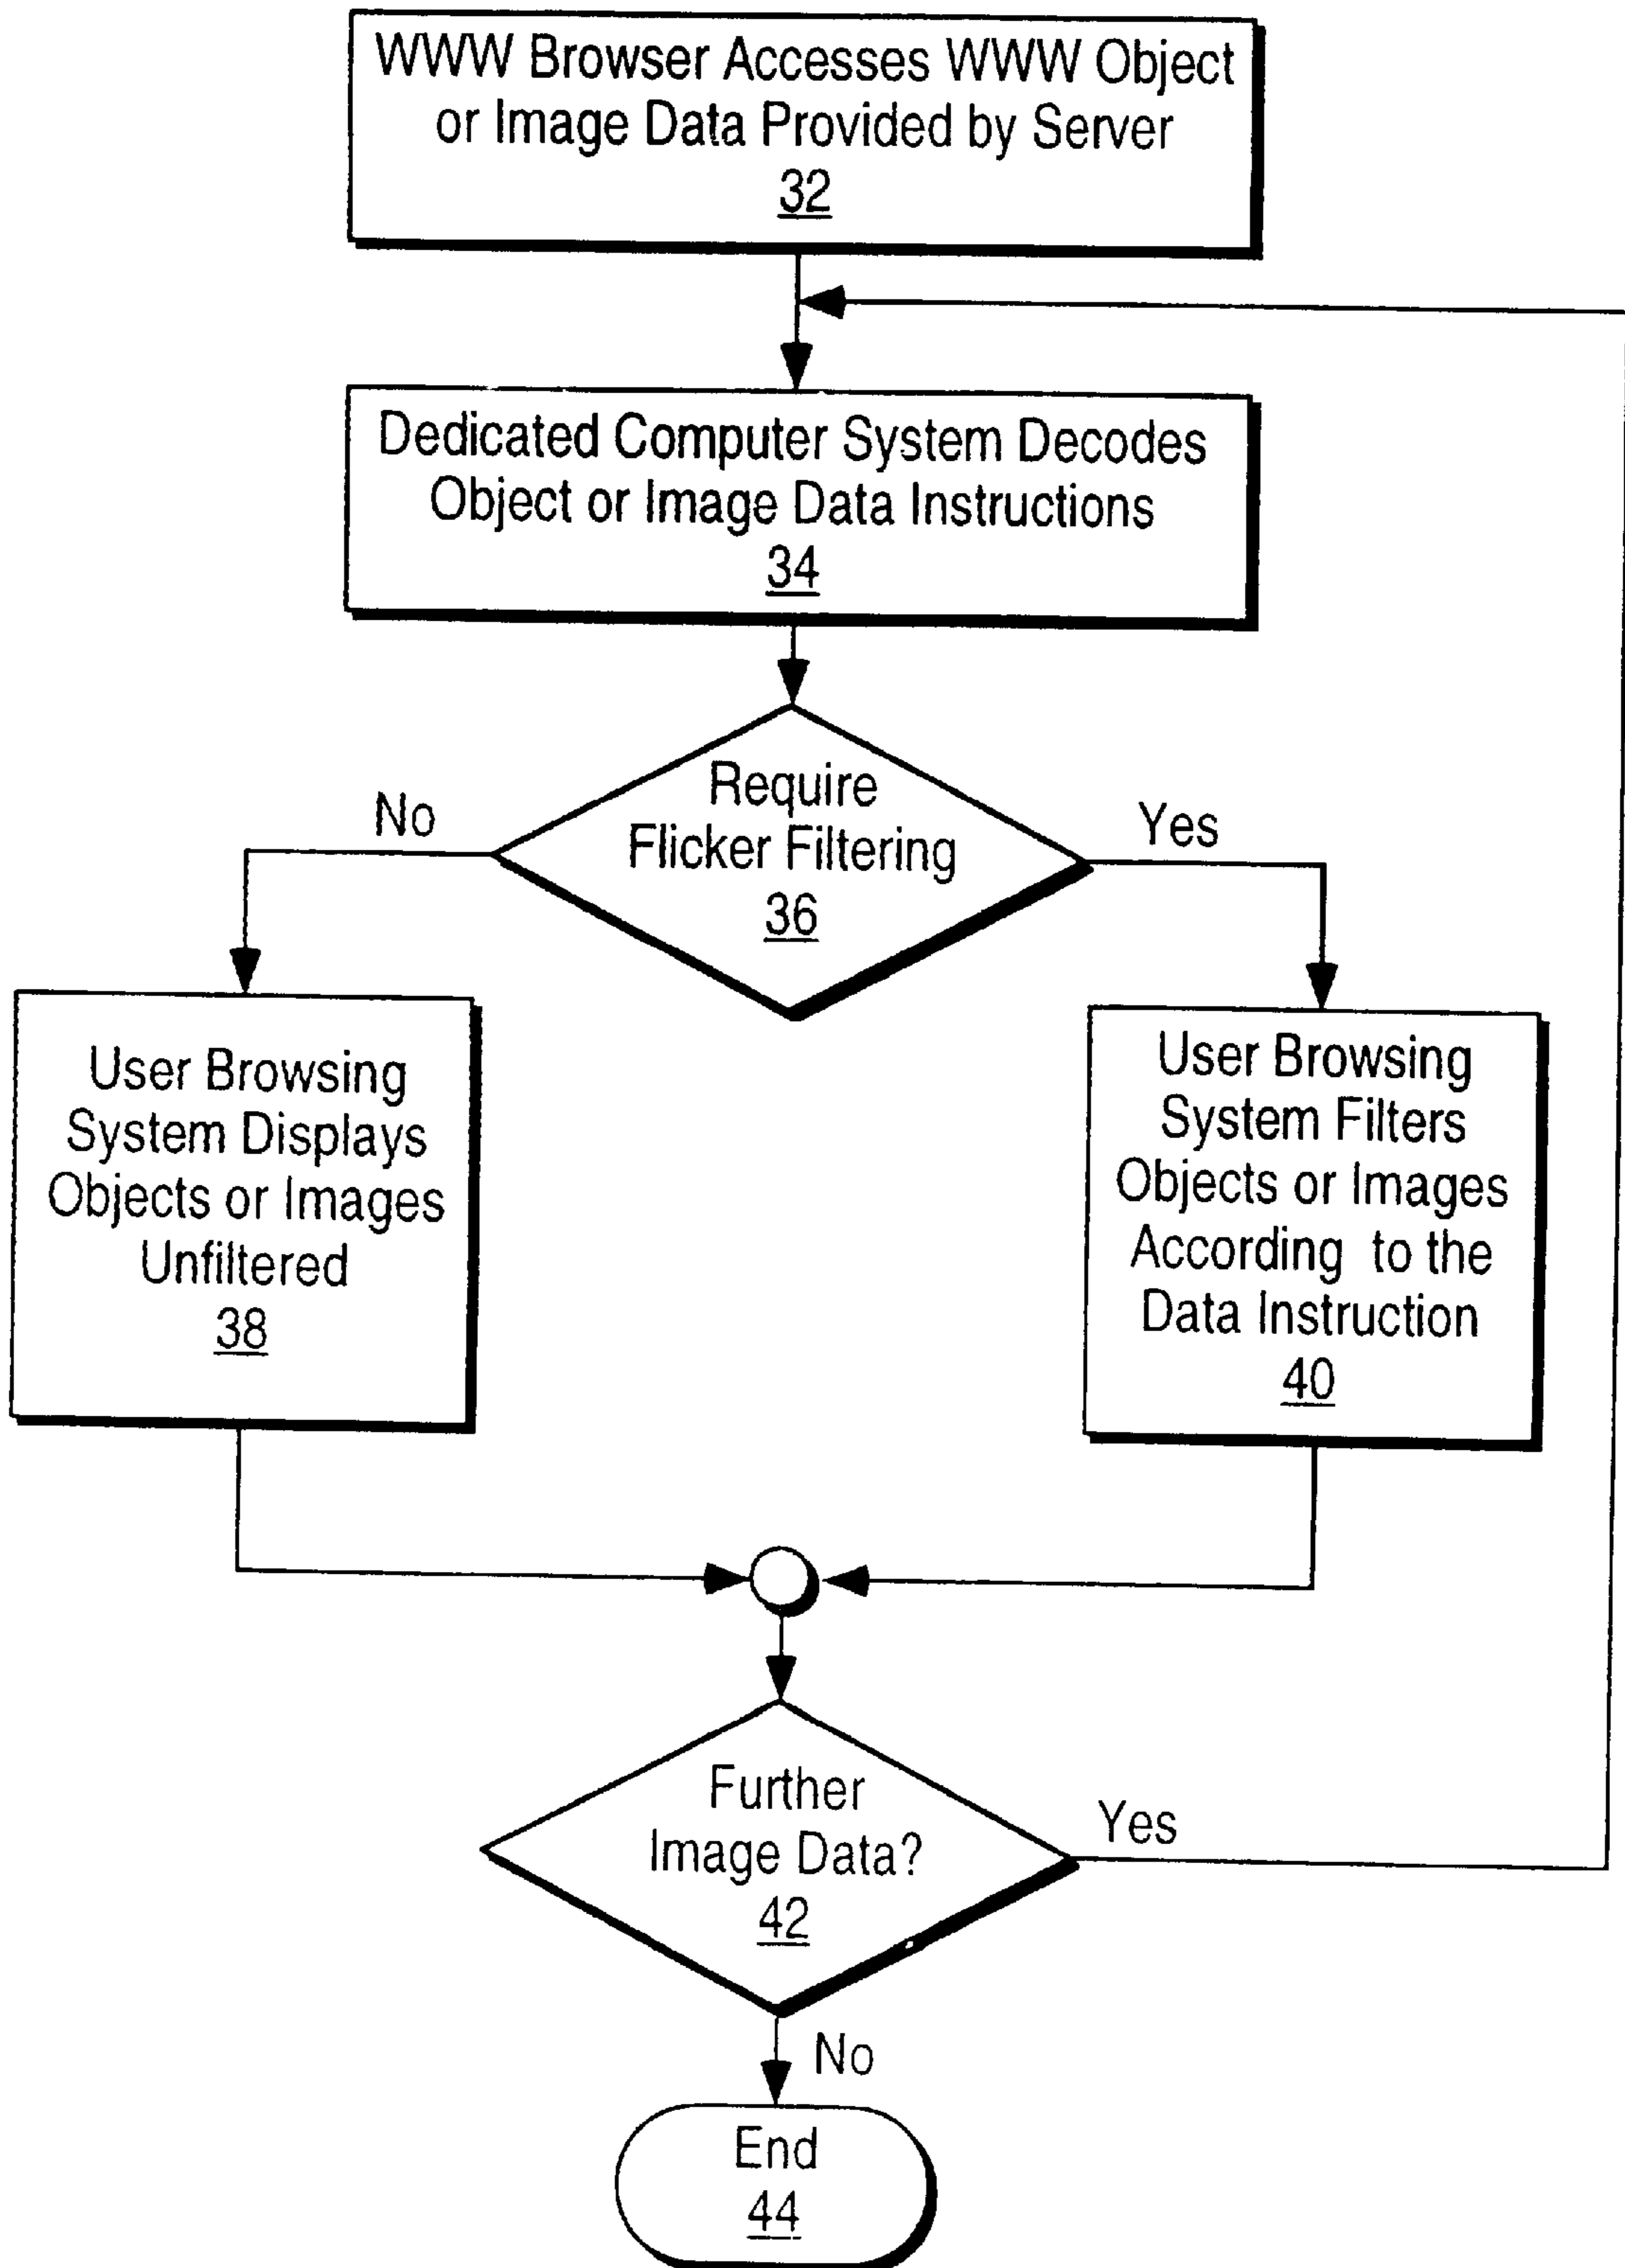 WWW Browser Accesses WWW Object
or Image Data Provided by Server
32
Dedicated Computer System Decodes
Object or Image Data Instructions
34
Require
Flicker Filtering
36
No
Yes
User Browsing
System Displays
Objects or Images
Unfiltered
38
User Browsing
System Filters
Objects or Images
According to the
Data Instruction
40
Further
Image Data?
42
Yes
No
End
44